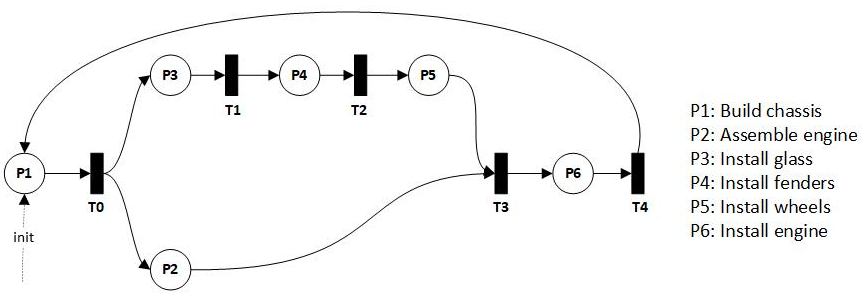 P3
P4
P5
T1
T2
P1
T0
P6
T3
T4
init
P2
P1: Build chassis
P2: Assemble engine
P3: Install glass
P4: Install fenders
P5: Install wheels
P6: Install engine